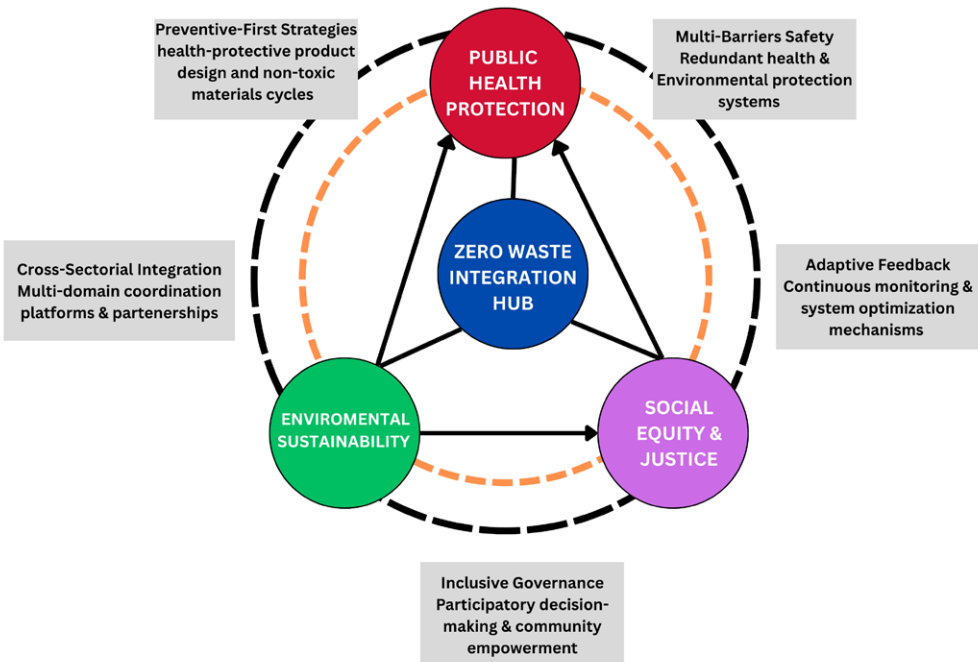 Preventive-First Strategies
health-protective product
design and non-toxic
materials cycles
PUBLIC
HEALTH
PROTECTION
Multi-Barriers Safety
Redundant health &
Environmental protection
systems
Cross-Sectorial Integration
Multi-domain coordination
platforms & partenerships
ZERO WASTE
INTEGRATION
HUB
Adaptive Feedback
Continuous monitoring &
system optimization
mechanisms
ENVIROMENTAL
SUSTAINABILITY
SOCIAL
EQUITY &
JUSTICE
Inclusive Governance
Participatory decision-
making & community
empowerment